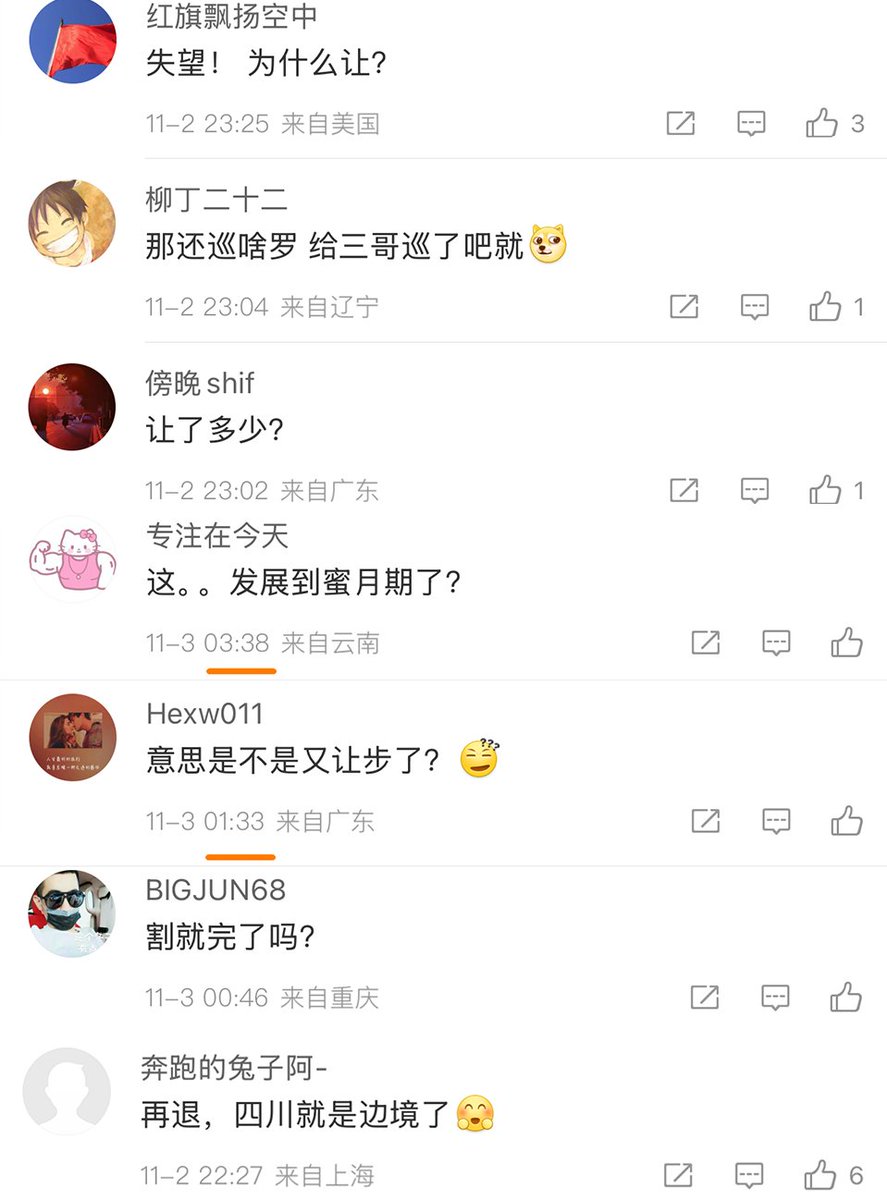 红旗飘扬空中
失望! 为什么让?
11-2 23:25 来自美国
3
柳丁二十二
那还巡啥罗 给三哥巡了吧就
11-2 23:04 来自辽宁
1
傍晚shif
让了多少?
11-2 23:02 来自广东
1
专注在今天
这。。发展到蜜月期了?
11-3 03:38 来自云南
Hexw011
意思是不是又让步了?
11-3 01:33 来自广东
BIGJUN68
割就完了吗?
11-3 00:46 来自重庆
奔跑的兔子阿-
再退，四川就是边境了
11-2 22:27 来自上海
6